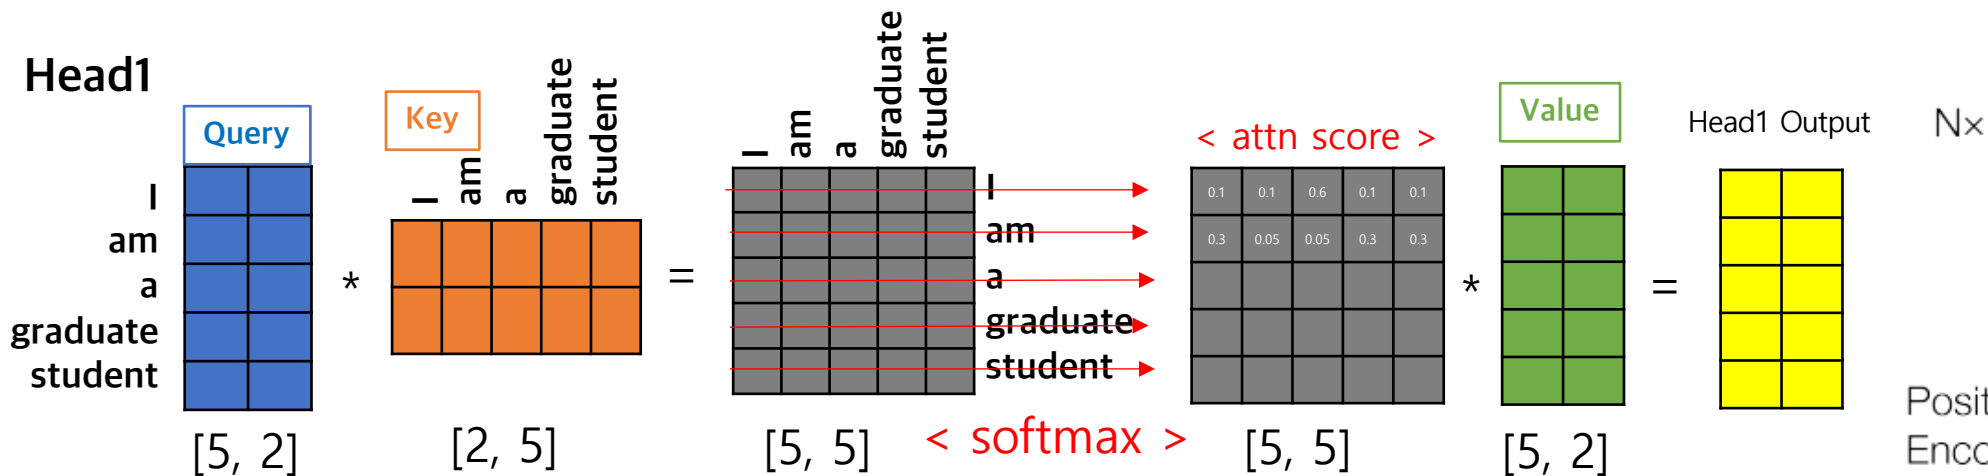 Head1
Query
Key
Value
< attn score >
Head1 Output
N×
I
am
a
graduate
student
I
am
a
graduate
student
I
am
a
graduate
student
I
am
a
graduate
student
*
=
*
=
0.1 0.1 0.6 0.1 0.1
0.3 0.05 0.05 0.3 0.3
[5, 2]
[2, 5]
[5, 5]
< softmax >
[5, 5]
[5, 2]
Posit
Enco